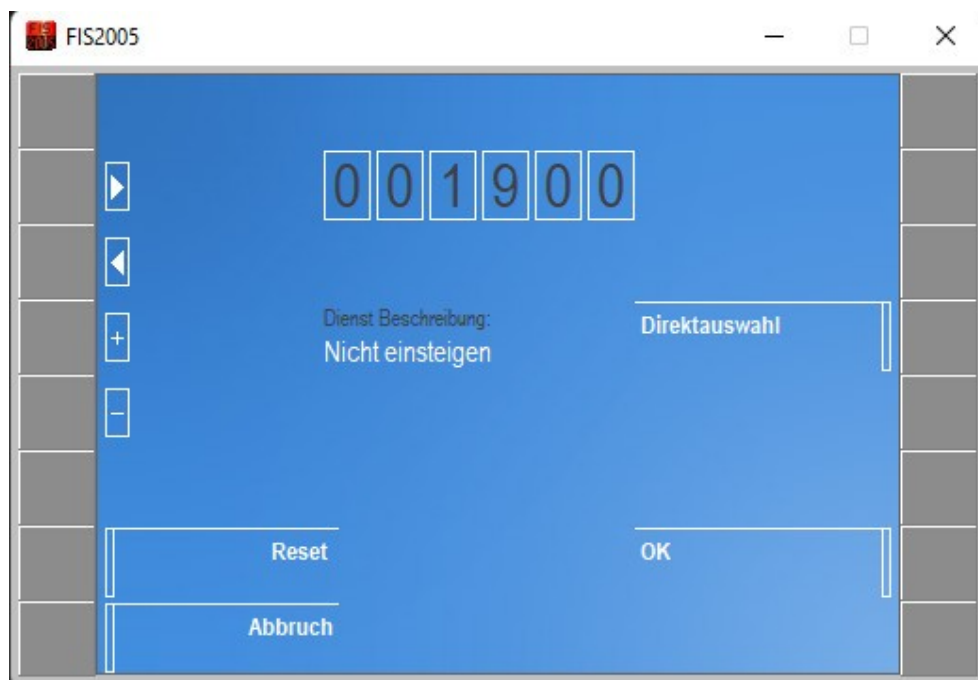 FIS2005
001900
Dienst Beschreibung:
Nicht einsteigen
Direktauswahl
+
-
Reset
OK
Abbruch